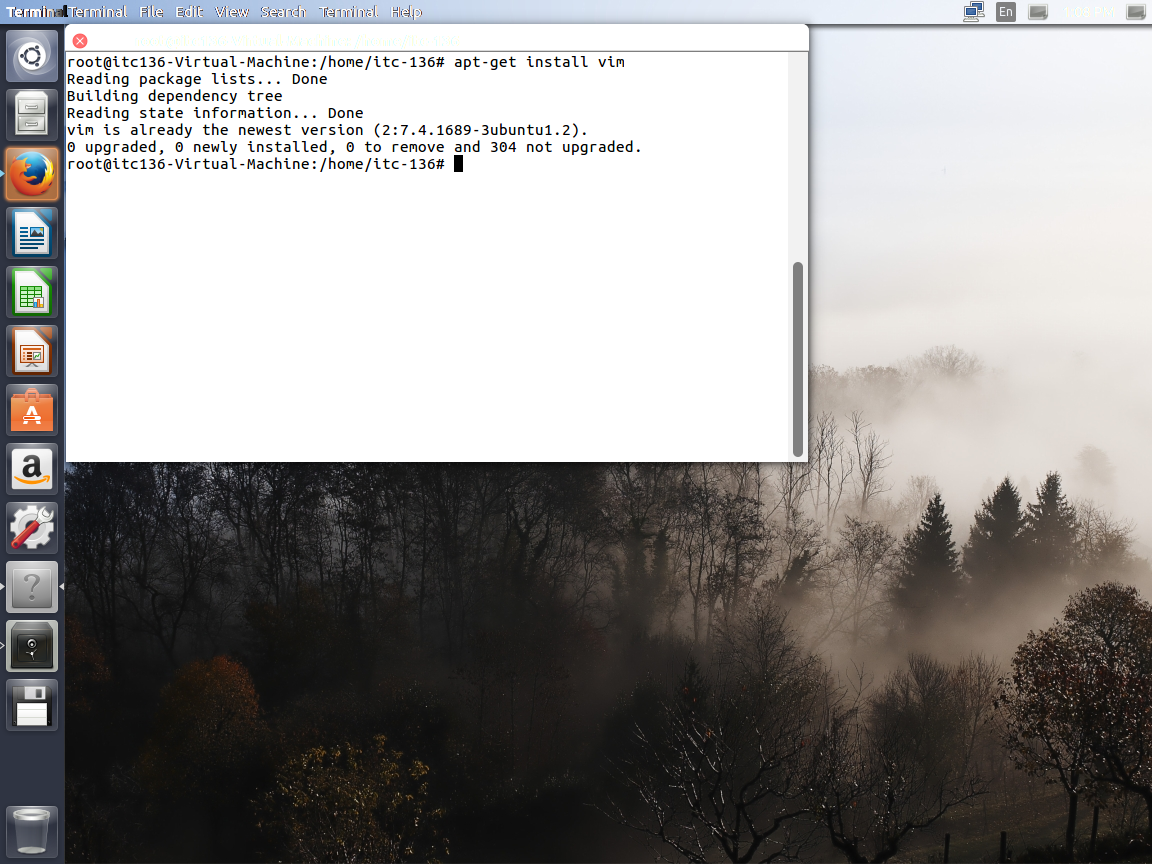 Terminal Terminal File Edit View Search Terminal Help En
root@itc136-Virtual-Machine:/home/itc-136# apt-get install vim
Reading package lists... Done
Building dependency tree
Reading state information... Done
vim is already the newest version (2:7.4.1689-3ubuntu1.2).
0 upgraded, 0 newly installed, 0 to remove and 304 not upgraded.
root@itc136-Virtual-Machine:/home/itc-136#